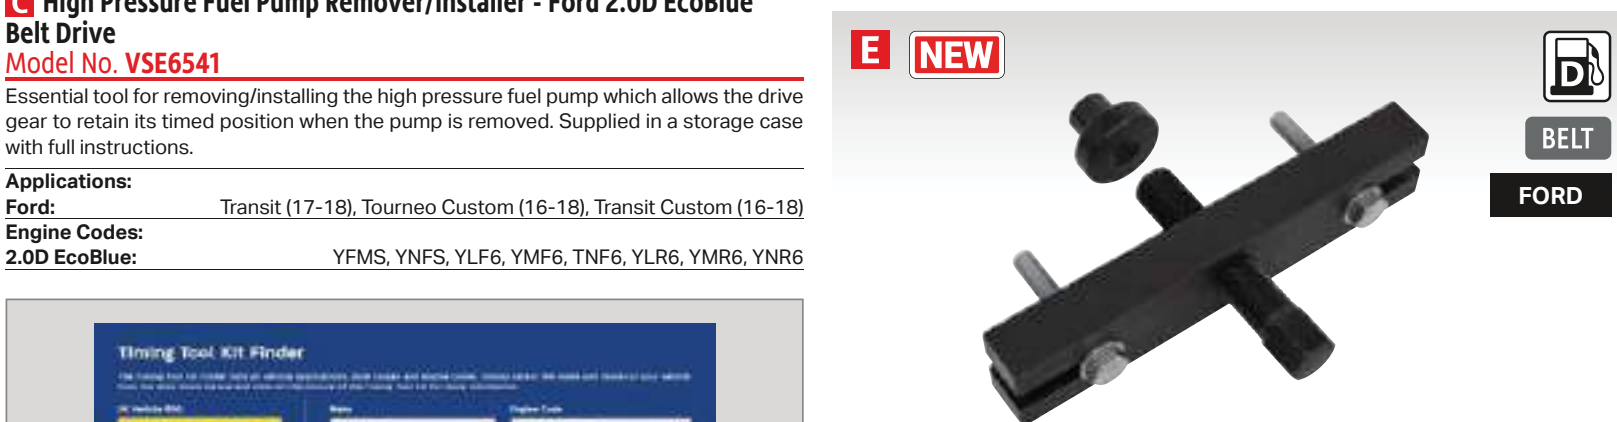 C High Pressure Fuel Pump Remover/Installer - Ford 2.0D EcoBlue
Belt Drive
Model No. VSE6541
Essential tool for removing/installing the high pressure fuel pump which allows the drive
gear to retain its timed position when the pump is removed. Supplied in a storage case
with full instructions.
Applications:
Ford: Transit (17-18), Tourneo Custom (16-18), Transit Custom (16-18)
Engine Codes:
2.0D EcoBlue: YFMS, YNFS, YLF6, YMF6, TNF6, YLR6, YMR6, YNR6
Timing Tool Kit Finder
Make
Engine Code
E NEW
D
BELT
FORD